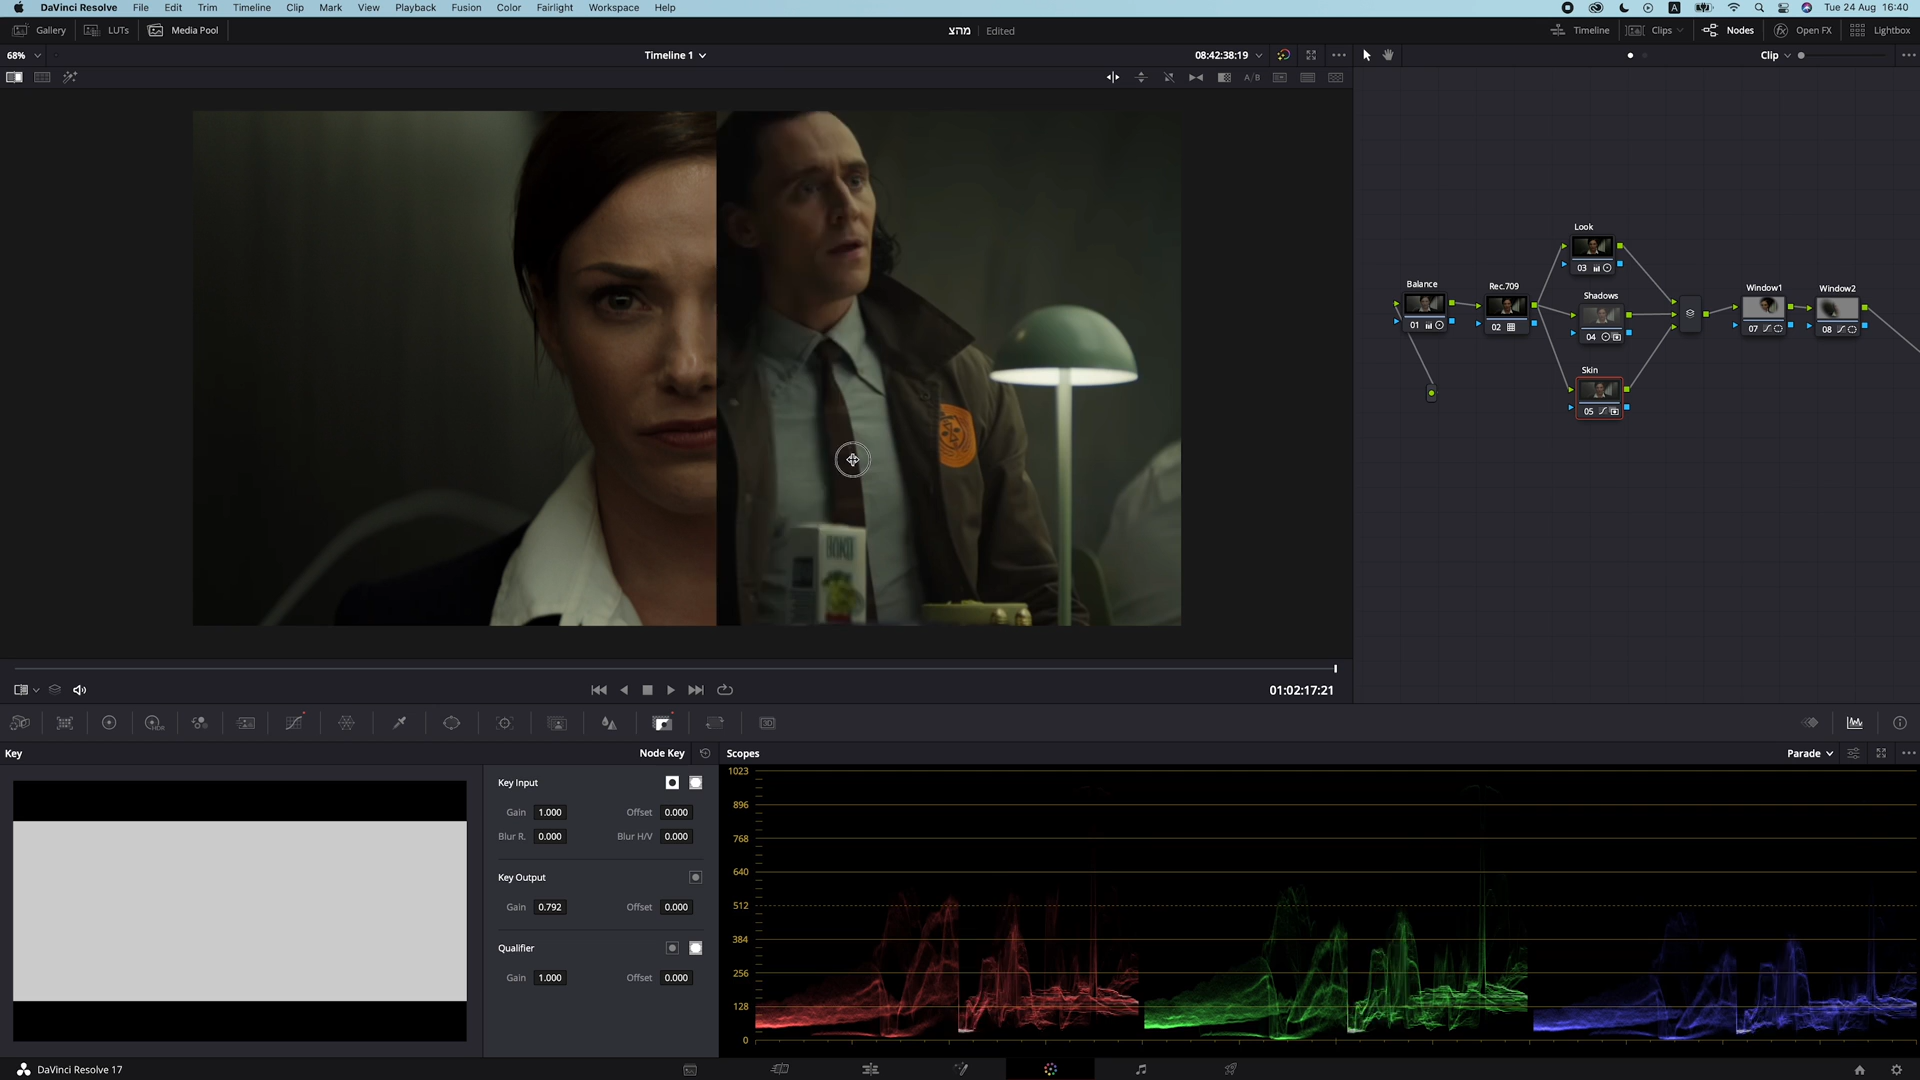 DaVinci Resolve File Edit Trim Timeline Clip Mark View Playback Fusion Color Fairlight Workspace Help
A
Tue 24 Aug 16:40
Gallery LUTs Media Pool
מהצ Edited
Timeline Clips Nodes Open FX Lightbox
68% Timeline 1 08:42:38:19 Clip
A/B
Look
03
Balance
01
Rec.709
02
Shadows
04
Skin
05
Window1
07
Window2
08
01:02:17:21
HDR
3D
Key Node Key
Key Input
Gain 1.000 Offset 0.000
Blur R. 0.000 Blur H/V 0.000
Key Output
Gain 0.792 Offset 0.000
Qualifier
Gain 1.000 Offset 0.000
Scopes Parade
1023
896
768
640
512
384
256
128
0
DaVinci Resolve 17